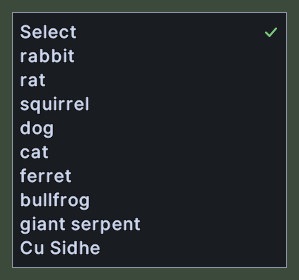 Select
rabbit
rat
squirrel
dog
cat
ferret
bullfrog
giant serpent
Cu Sidhe